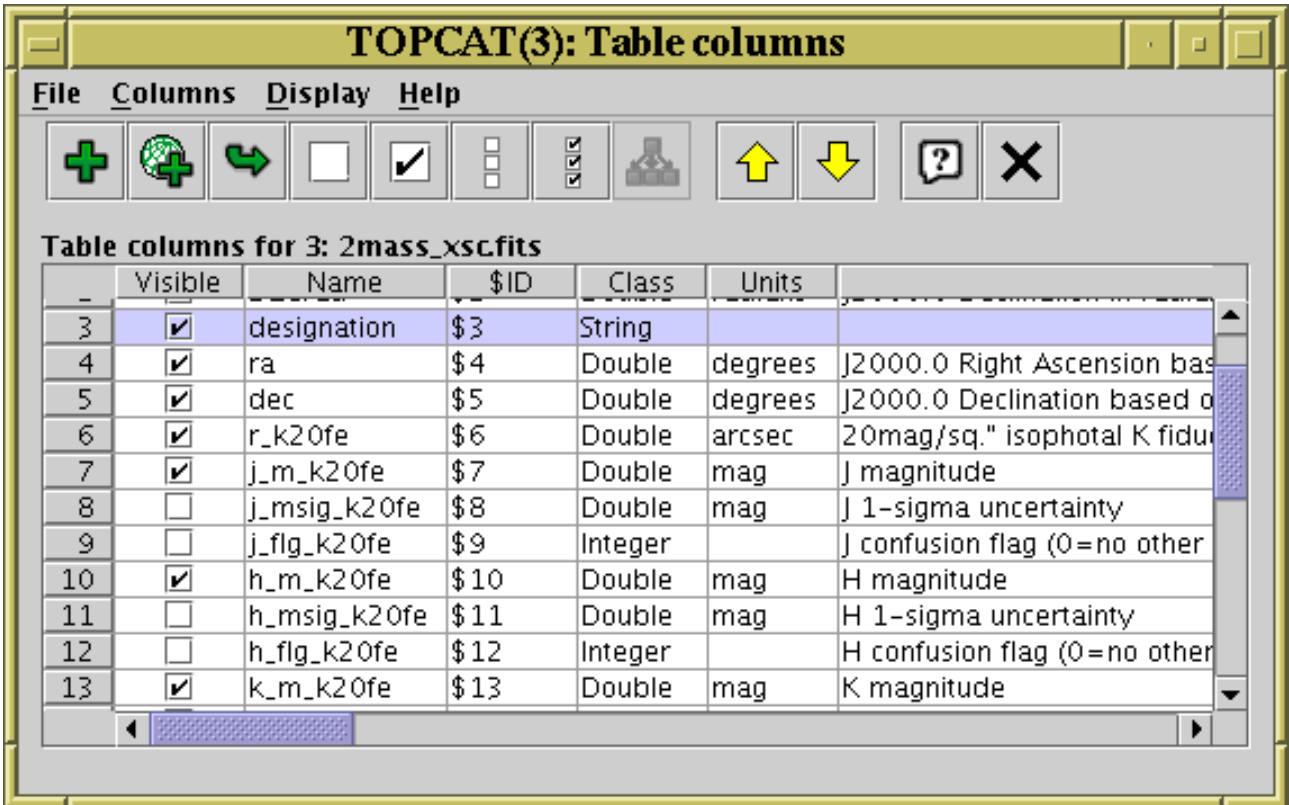 TOPCAT(3): Table columns
File Columns Display Help
Table columns for 3: 2mass_xsc.fits
Visible Name $ID Class Units
3 designation $3 String
4 ra $4 Double degrees J2000.0 Right Ascension bas
5 dec $5 Double degrees J2000.0 Declination based o
6 r_k20fe $6 Double arcsec 20mag/sq." isophotal K fidu
7 j_m_k20fe $7 Double mag J magnitude
8 j_msig_k20fe $8 Double mag J 1-sigma uncertainty
9 j_flg_k20fe $9 Integer J confusion flag (0=no other
10 h_m_k20fe $10 Double mag H magnitude
11 h_msig_k20fe $11 Double mag H 1-sigma uncertainty
12 h_flg_k20fe $12 Integer H confusion flag (0=no other
13 k_m_k20fe $13 Double mag K magnitude